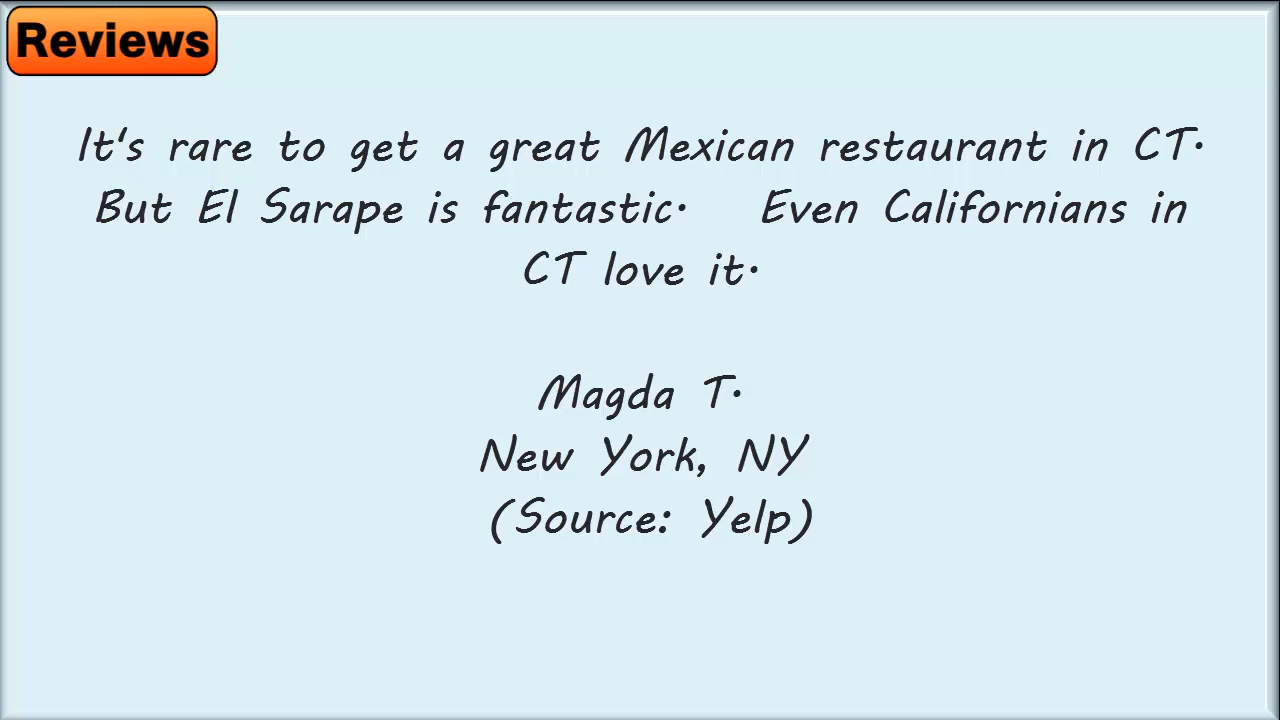 Reviews
It's rare to get a great Mexican restaurant in CT.
But El Sarape is fantastic.   Even Californians in
CT love it.
Magda T.
New York, NY
(Source: Yelp)